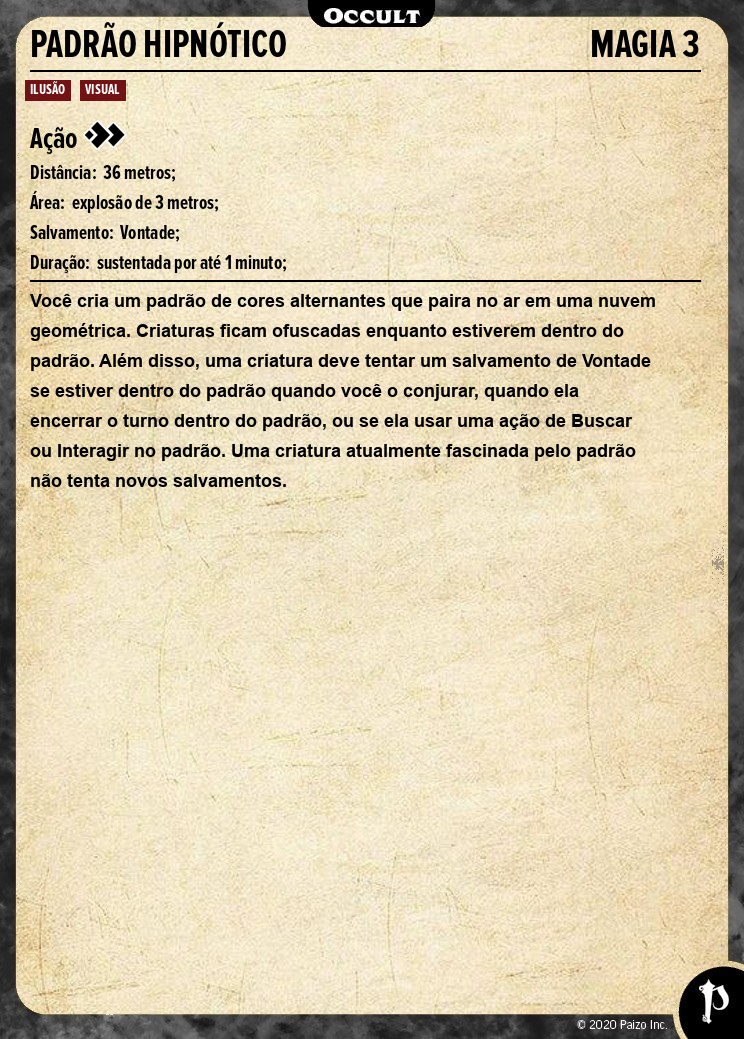 Occult
PADRÃO HIPNÓTICO MAGIA 3
ILUSÃO VISUAL
Ação
Distância: 36 metros;
Área: explosão de 3 metros;
Salvamento: Vontade;
Duração: sustentada por até 1 minuto;
Você cria um padrão de cores alternantes que paira no ar em uma nuvem
geométrica. Criaturas ficam ofuscadas enquanto estiverem dentro do
padrão. Além disso, uma criatura deve tentar um salvamento de Vontade
se estiver dentro do padrão quando você o conjurar, quando ela
encerrar o turno dentro do padrão, ou se ela usar uma ação de Buscar
ou Interagir no padrão. Uma criatura atualmente fascinada pelo padrão
não tenta novos salvamentos.
© 2020 Paizo Inc.
P